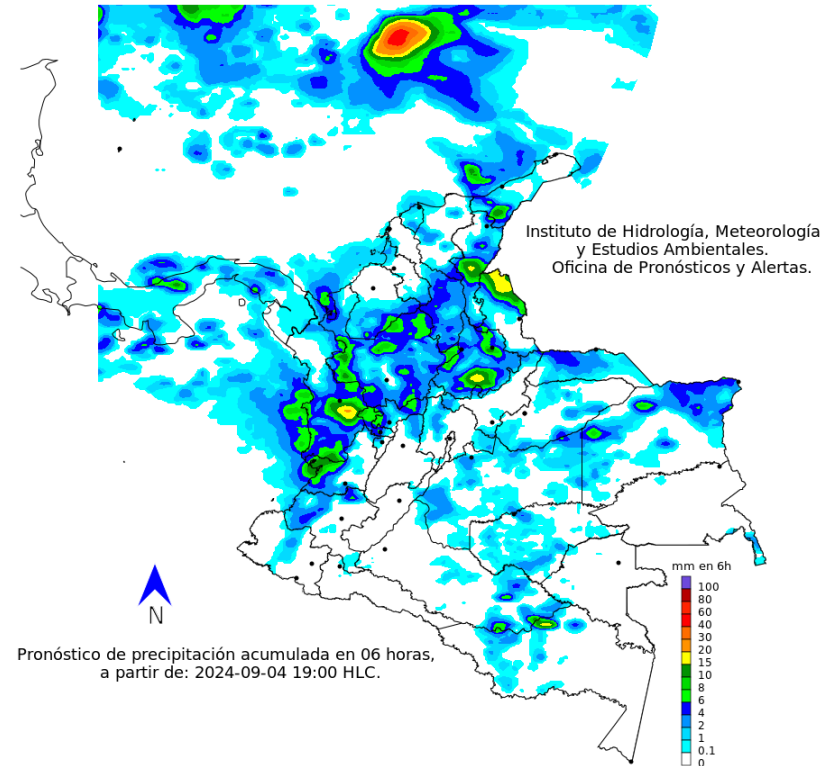 Instituto de Hidrología, Meteorología
y Estudios Ambientales.
Oficina de Pronósticos y Alertas.
mm en 6h
100
80
60
40
30
20
15
10
8
6
4
2
1
0.1
0
N
Pronóstico de precipitación acumulada en 06 horas,
a partir de: 2024-09-04 19:00 HLC.